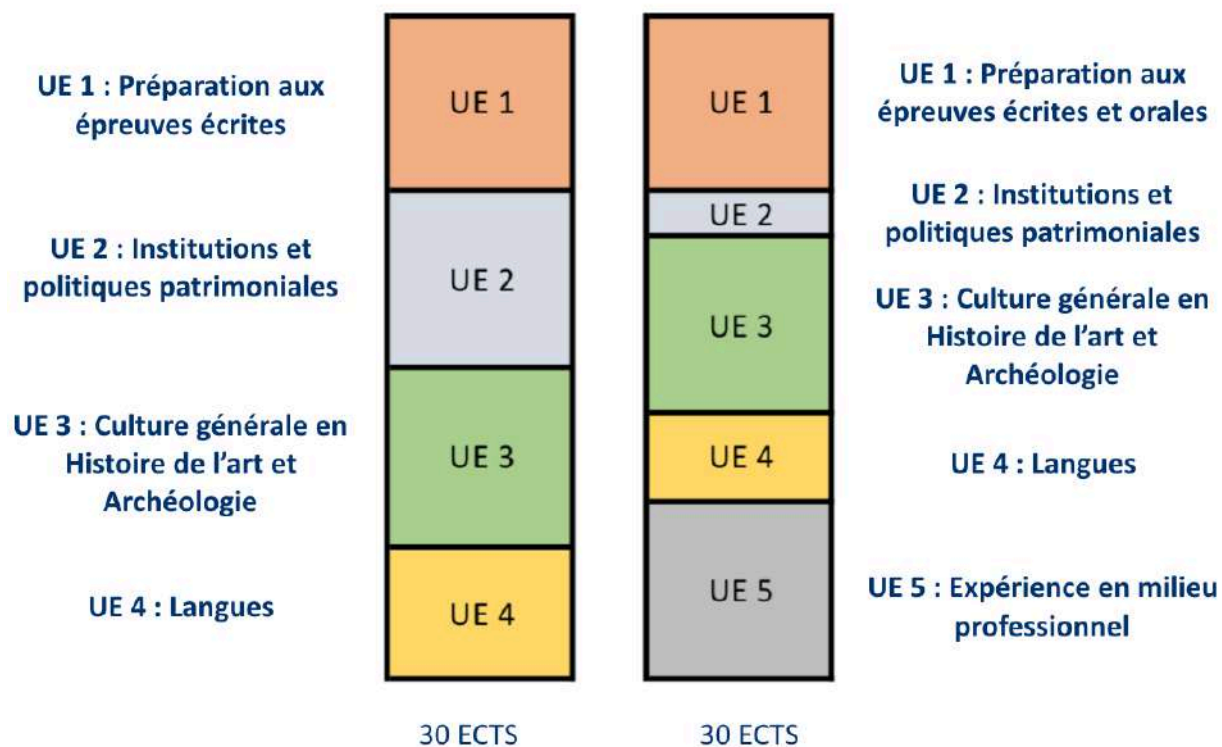 UE 1 : Préparation aux
épreuves écrites
UE 2 : Institutions et
politiques patrimoniales
UE 3 : Culture générale en
Histoire de l’art et
Archéologie
UE 4 : Langues
UE 1
UE 2
UE 3
UE 4
30 ECTS
UE 1
UE 2
UE 3
UE 4
UE 5
30 ECTS
UE 1 : Préparation aux
épreuves écrites et orales
UE 2 : Institutions et
politiques patrimoniales
UE 3 : Culture générale en
Histoire de l’art et
Archéologie
UE 4 : Langues
UE 5 : Expérience en milieu
professionnel